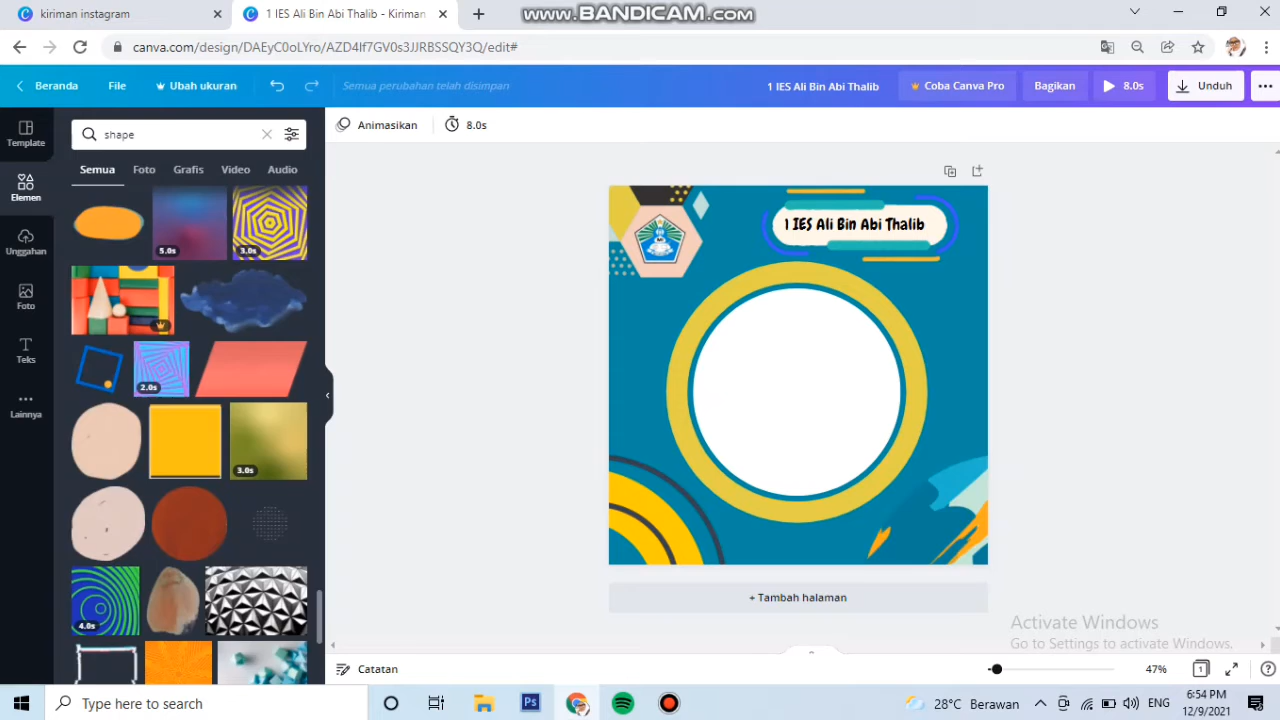 kiriman instagram
1 IES Ali Bin Abi Thalib - Kiriman
www.BANDICAM.com
canva.com/design/DAEyC0oLYro/AZD4If7GV0s3JJRBSSQY3Q/edit#
Beranda File Ubah ukuran Semua perubahan telah disimpan 1 IES Ali Bin Abi Thalib Coba Canva Pro Bagikan 8.0s Unduh
Template
Elemen
Unggahan
Foto
Teks
Lainnya
shape
Semua Foto Grafis Video Audio
5.0s
3.0s
2.0s
3.0s
4.0s
Animasikan 8.0s
1 IES Ali Bin Abi Thalib
+ Tambah halaman
Activate Windows
Go to Settings to activate Windows.
Catatan
47%
1
Type here to search
28°C Berawan
ENG
6:54 PM
12/9/2021